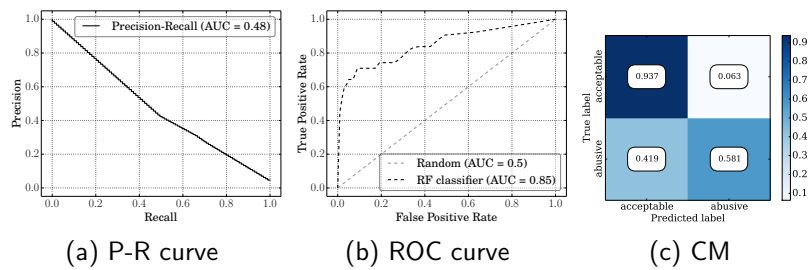 1.0
0.8
0.6
0.4
0.2
0.0
Precision
0.0 0.2 0.4 0.6 0.8 1.0
Recall
Precision-Recall (AUC = 0.48)
(a) P-R curve
1.0
0.8
0.6
0.4
0.2
0.0
True Positive Rate
0.0 0.2 0.4 0.6 0.8 1.0
False Positive Rate
Random (AUC = 0.5)
RF classifier (AUC = 0.85)
(b) ROC curve
True label
acceptable
abusive
0.937 0.063
0.419 0.581
acceptable abusive
Predicted label
0.9
0.8
0.7
0.6
0.5
0.4
0.3
0.2
0.1
(c) CM